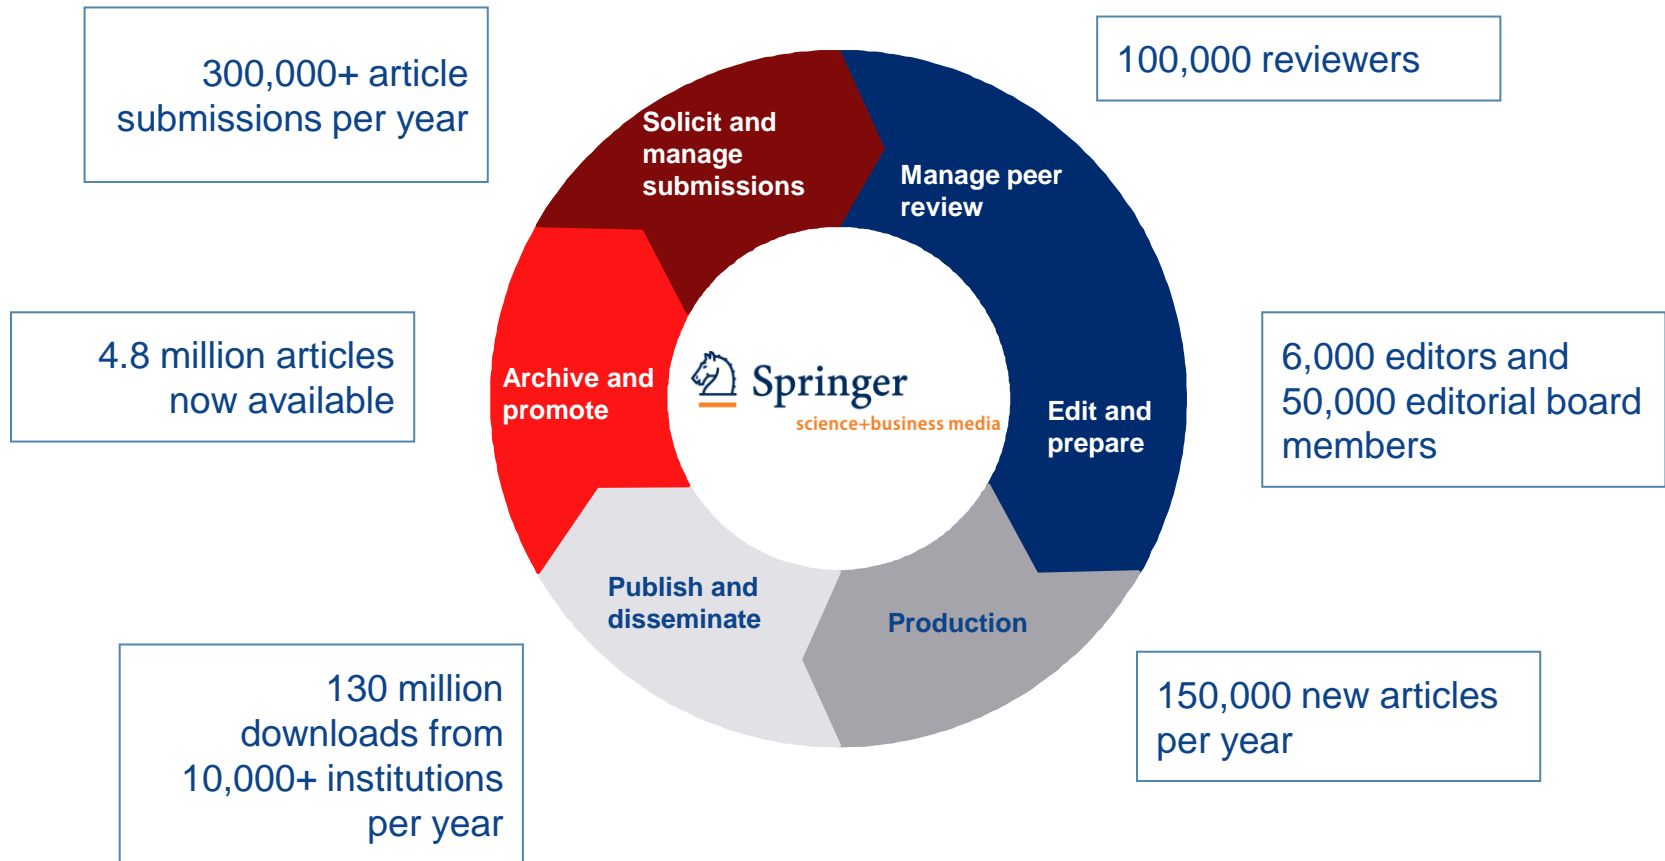 300,000+ article
submissions per year
100,000 reviewers
Solicit and
manage
submissions
Manage peer
review
4.8 million articles
now available
Archive and
promote
Springer
science+business media
Edit and
prepare
6,000 editors and
50,000 editorial board
members
Publish and
disseminate
Production
130 million
downloads from
10,000+ institutions
per year
150,000 new articles
per year